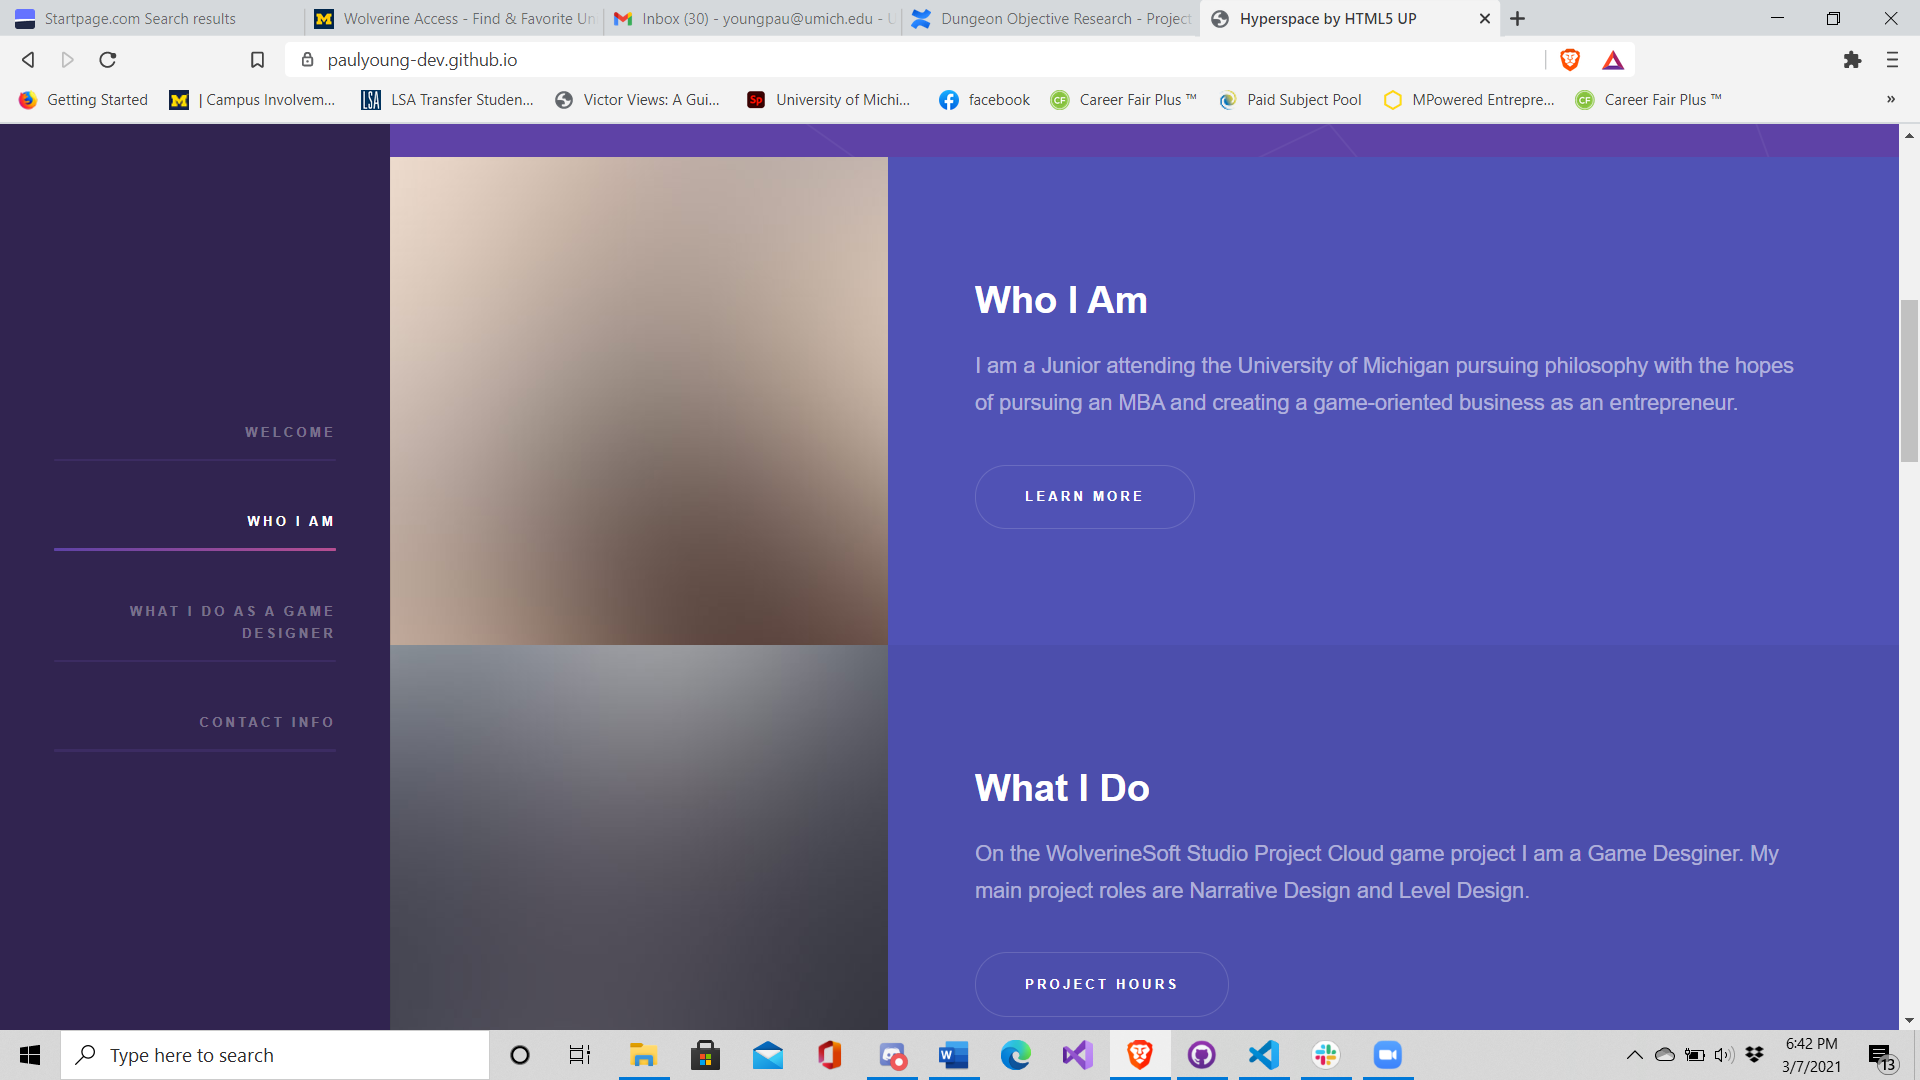 Startpage.com Search results
Wolverine Access - Find & Favorite Un
Inbox (30) - youngpau@umich.edu - U
Dungeon Objective Research - Project
Hyperspace by HTML5 UP
paulyoung-dev.github.io
Getting Started
| Campus Involvem...
LSA Transfer Studen...
Victor Views: A Gui...
University of Michi...
facebook
Career Fair Plus ™
Paid Subject Pool
MPowered Entrepre...
Career Fair Plus ™
»
WELCOME
WHO I AM
WHAT I DO AS A GAME
DESIGNER
CONTACT INFO
Who I Am
I am a Junior attending the University of Michigan pursuing philosophy with the hopes
of pursuing an MBA and creating a game-oriented business as an entrepreneur.
LEARN MORE
What I Do
On the WolverineSoft Studio Project Cloud game project I am a Game Desginer. My
main project roles are Narrative Design and Level Design.
PROJECT HOURS
Type here to search
6:42 PM
3/7/2021
13